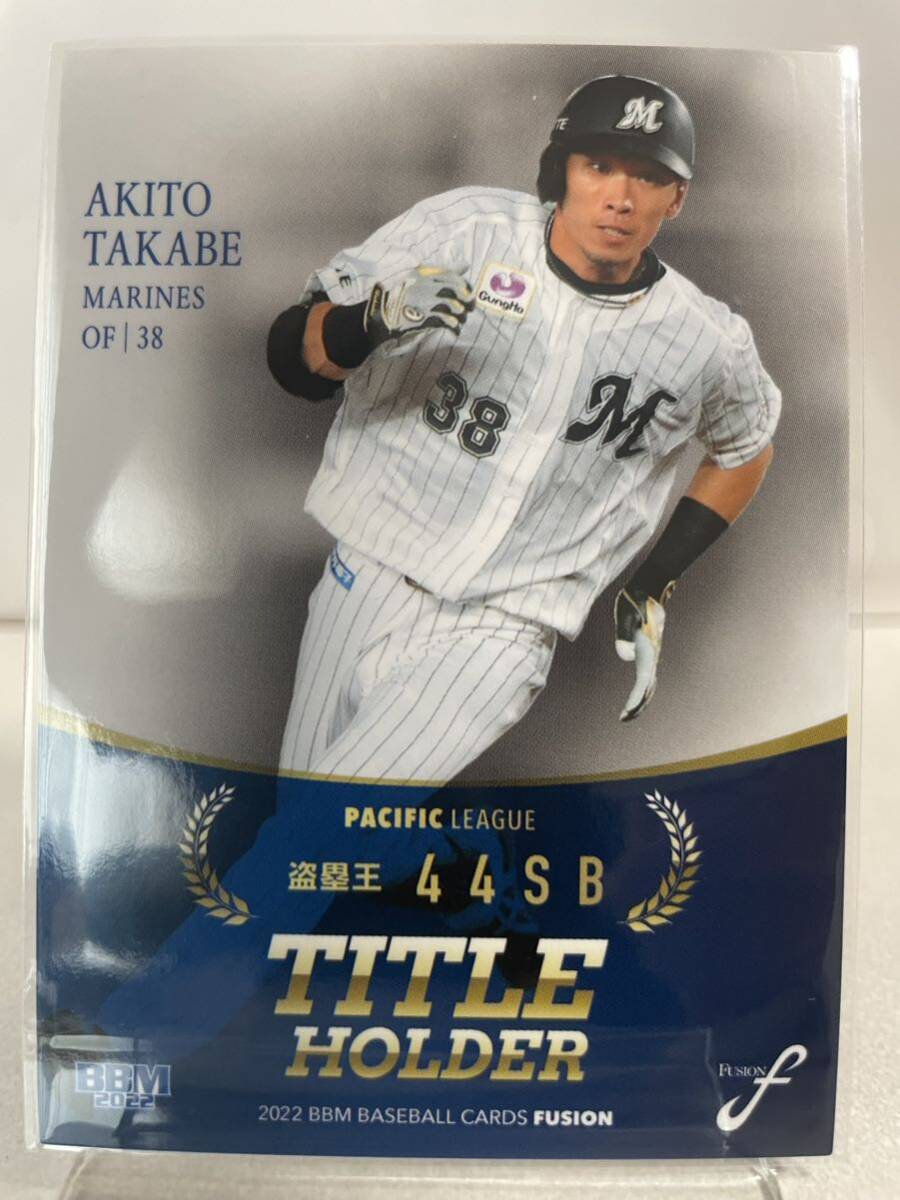 AKITO
TAKABE
MARINES
OF | 38
M
TE
GungHo
38
M
PACIFIC LEAGUE
盗塁王 44SB
TITLE
HOLDER
BBM
2022
FUSION f
2022 BBM BASEBALL CARDS FUSION